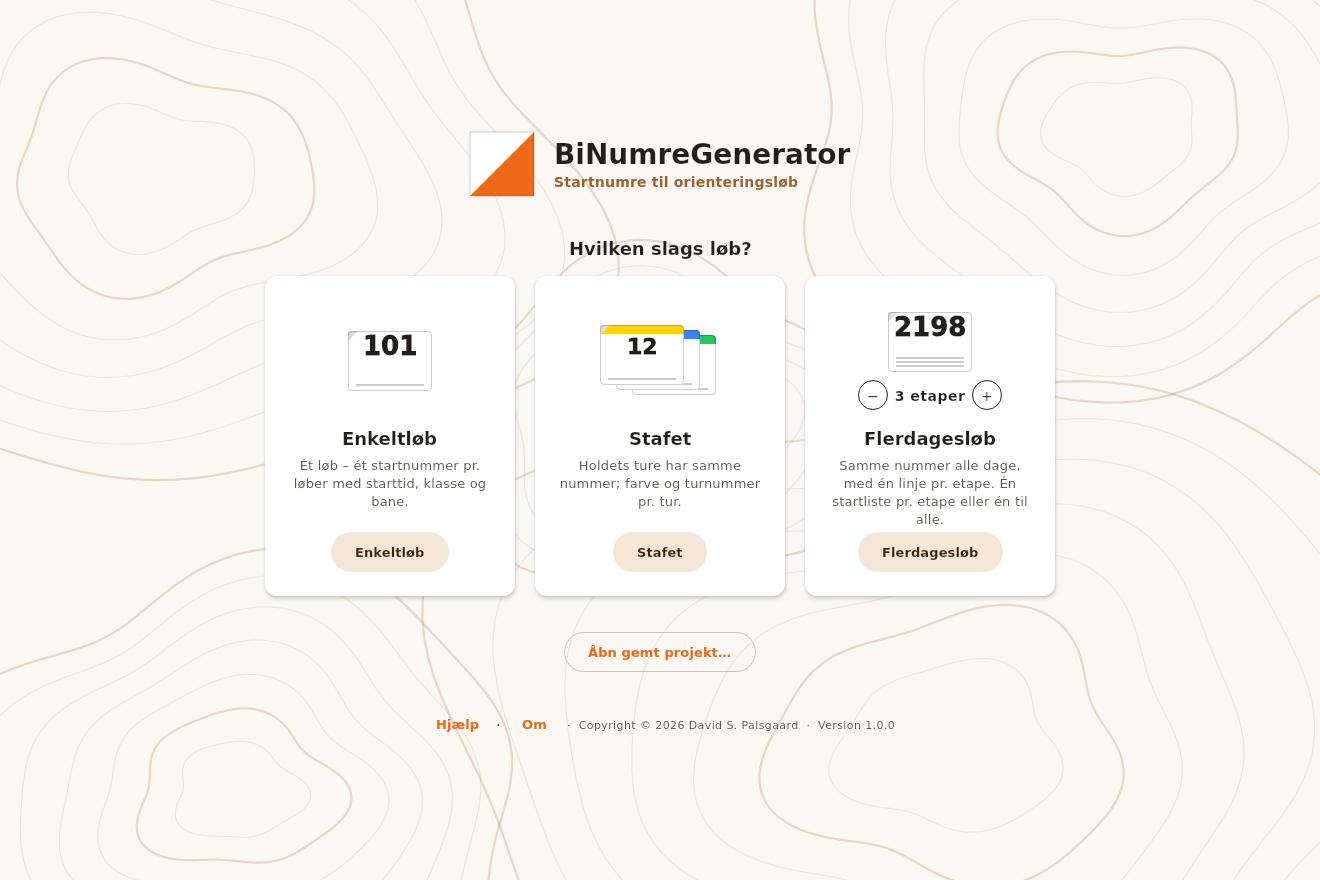 BiNumreGenerator
Startnumre til orienteringsløb
Hvilken slags løb?
101
Enkeltløb
Ét løb – ét startnummer pr.
løber med starttid, klasse og
bane.
Enkeltløb
12
Stafet
Holdets ture har samme
nummer; farve og turnummer
pr. tur.
Stafet
2198
− 3 etaper +
Flerdagesløb
Samme nummer alle dage,
med én linje pr. etape. Én
startliste pr. etape eller én til
alle.
Flerdagesløb
Åbn gemt projekt…
Hjælp · Om · Copyright © 2026 David S. Palsgaard · Version 1.0.0